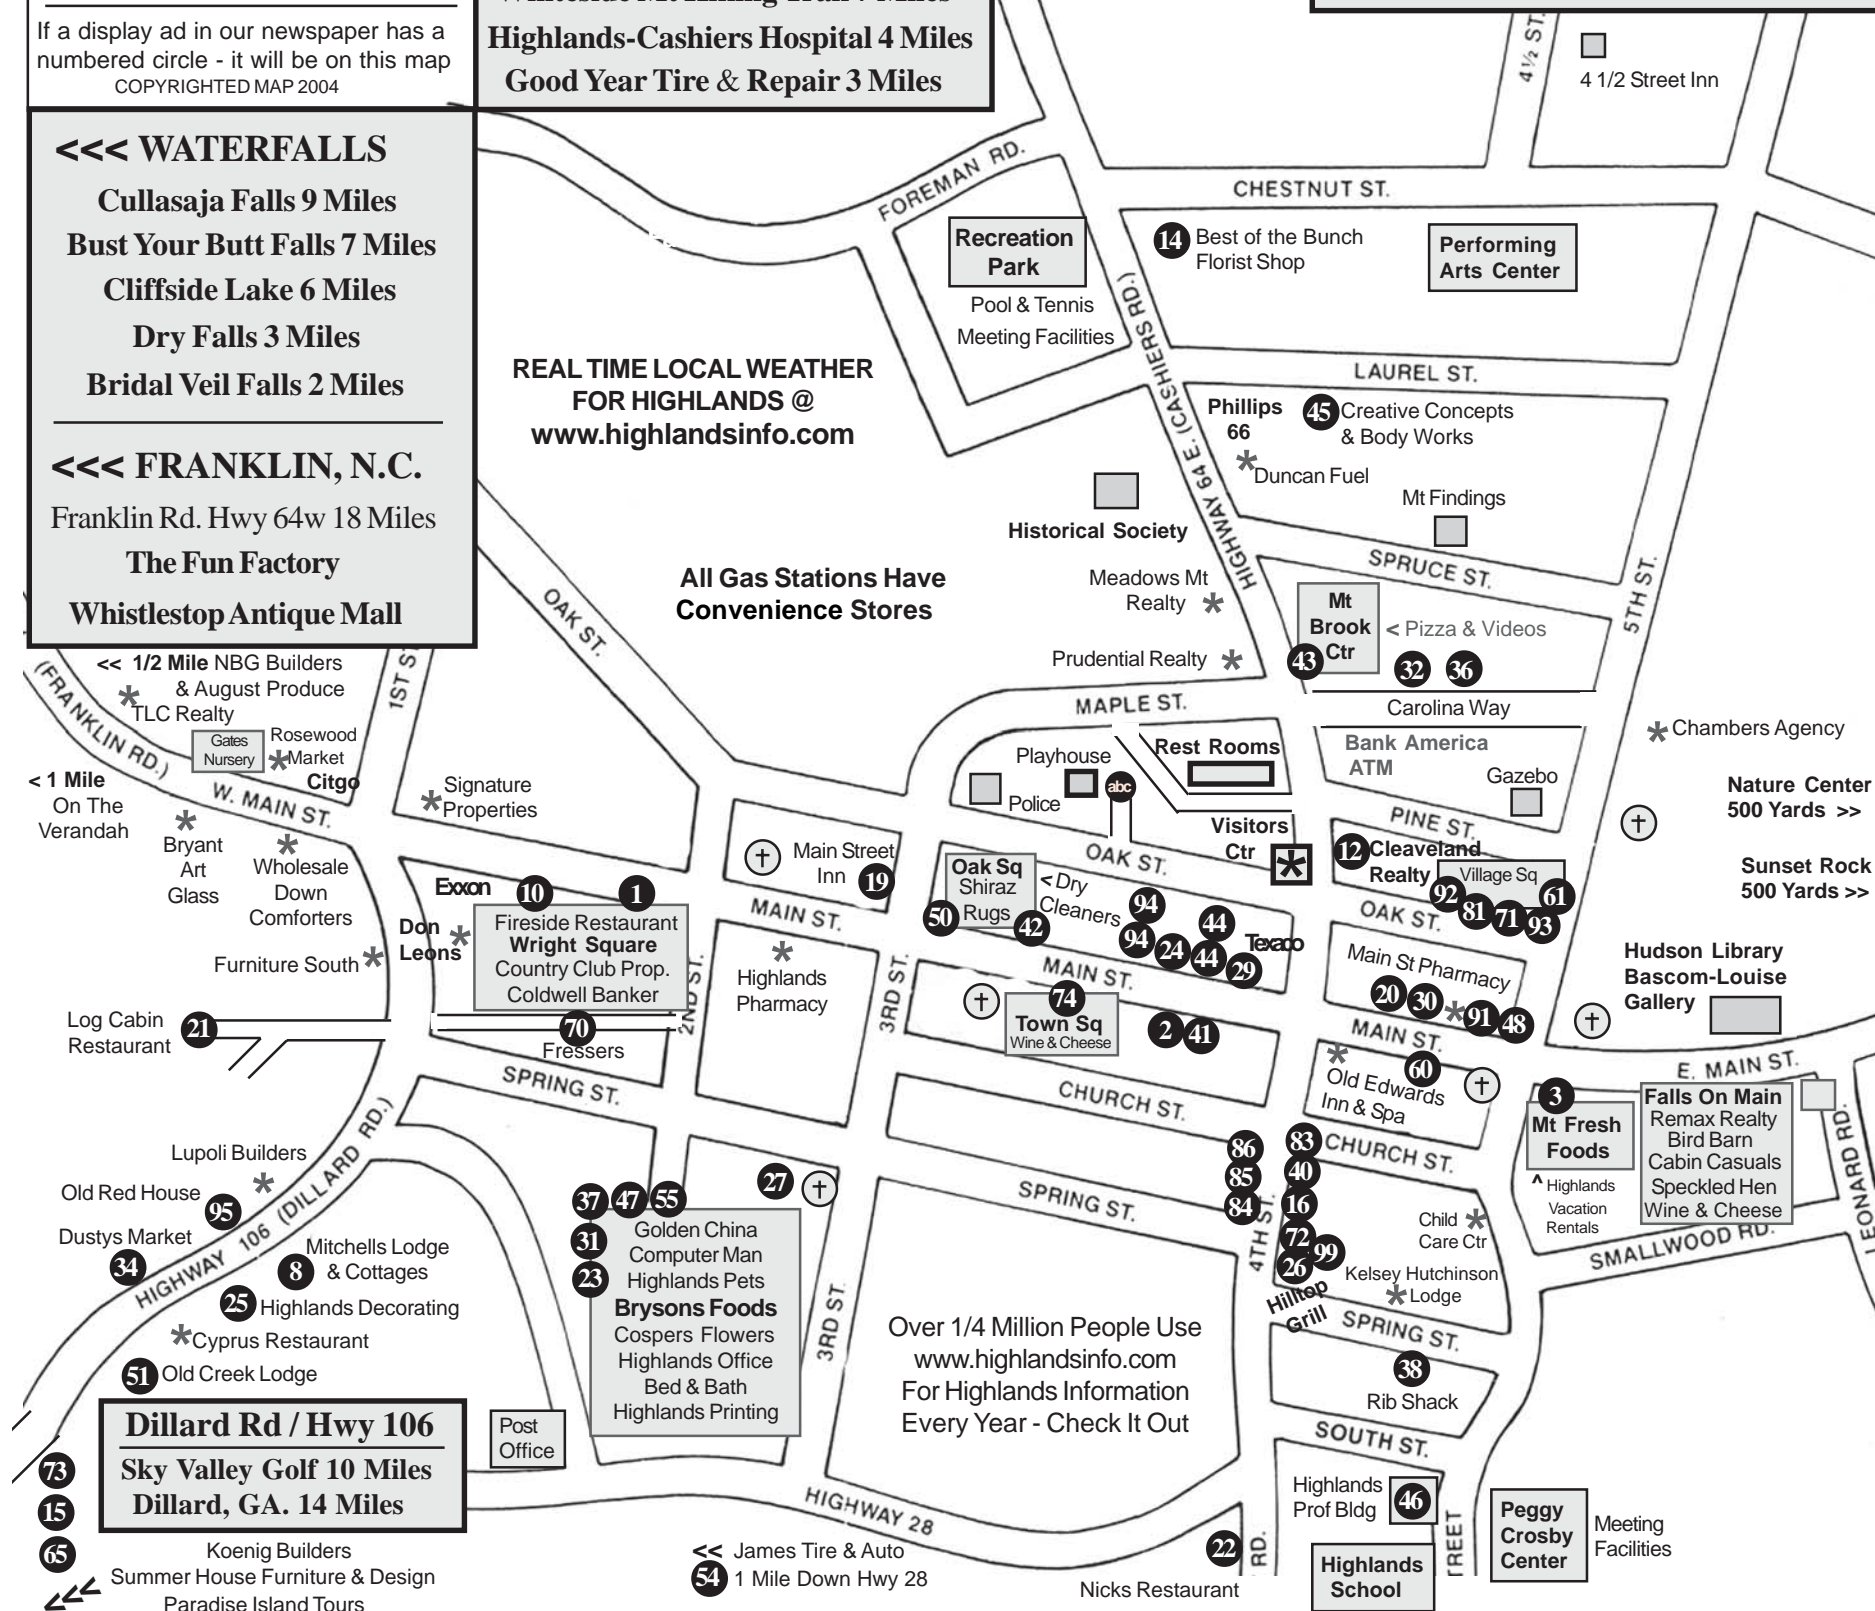 If a display ad in our newspaper has a
numbered circle - it will be on this map
COPYRIGHTED MAP 2004
Highlands-Cashiers Hospital 4 Miles
Good Year Tire & Repair 3 Miles
<<< WATERFALLS
Cullasaja Falls 9 Miles
Bust Your Butt Falls 7 Miles
Cliffside Lake 6 Miles
Dry Falls 3 Miles
Bridal Veil Falls 2 Miles
<<< FRANKLIN, N.C.
Franklin Rd. Hwy 64w 18 Miles
The Fun Factory
Whistlestop Antique Mall
4½ ST.
4 1/2 Street Inn
FOREMAN RD.
CHESTNUT ST.
Recreation
Park
Pool & Tennis
Meeting Facilities
14 Best of the Bunch
Florist Shop
Performing
Arts Center
HIGHWAY 64 E. (CASHIERS RD.)
LAUREL ST.
REAL TIME LOCAL WEATHER
FOR HIGHLANDS @
www.highlandsinfo.com
Phillips
66
45 Creative Concepts
& Body Works
Duncan Fuel
Mt Findings
Historical Society
SPRUCE ST.
5TH ST.
All Gas Stations Have
Convenience Stores
Meadows Mt
Realty
Prudential Realty
Mt
Brook
Ctr
43
< Pizza & Videos
32 36
Carolina Way
OAK ST.
1ST ST
(FRANKLIN RD.)
<< 1/2 Mile NBG Builders
& August Produce
TLC Realty
Gates
Nursery
Rosewood
Market
Citgo
< 1 Mile
On The
Verandah
W. MAIN ST.
Signature
Properties
Bryant
Art
Glass
Wholesale
Down
Comforters
Furniture South
MAPLE ST.
Playhouse
Rest Rooms
Police
abc
Visitors
Ctr
Bank America
ATM
Gazebo
Chambers Agency
Nature Center
500 Yards >>
Sunset Rock
500 Yards >>
PINE ST.
12 Cleaveland
Realty
Village Sq
92 81 71 93 61
OAK ST.
OAK ST.
Main Street
Inn
19
Oak Sq
Shiraz
Rugs
50
42
< Dry
Cleaners
94 44
94 24 44 29
Texaco
Exxon
10
1
Don
Leons
Fireside Restaurant
Wright Square
Country Club Prop.
Coldwell Banker
MAIN ST.
Highlands
Pharmacy
2ND ST.
3RD ST.
MAIN ST.
Main St Pharmacy
20 30 91 48
MAIN ST.
Hudson Library
Bascom-Louise
Gallery
E. MAIN ST.
Log Cabin
Restaurant
21
70
Fressers
SPRING ST.
74
Town Sq
Wine & Cheese
2 41
CHURCH ST.
60
Old Edwards
Inn & Spa
CHURCH ST.
3
Mt Fresh
Foods
^ Highlands
Vacation
Rentals
Falls On Main
Remax Realty
Bird Barn
Cabin Casuals
Speckled Hen
Wine & Cheese
LEONARD RD.
SMALLWOOD RD.
Lupoli Builders
Old Red House
95
Dustys Market
34
HIGHWAY 106 (DILLARD RD.)
8
Mitchells Lodge
& Cottages
25 Highlands Decorating
Cyprus Restaurant
51 Old Creek Lodge
37 47 55
31
23
27
Golden China
Computer Man
Highlands Pets
Brysons Foods
Cospers Flowers
Highlands Office
Bed & Bath
Highlands Printing
3RD ST.
SPRING ST.
86
85
84
4TH ST.
83
40
16
72
99
26
Hilltop
Grill
Child
Care Ctr
Kelsey Hutchinson
Lodge
SPRING ST.
38
Rib Shack
SOUTH ST.
Over 1/4 Million People Use
www.highlandsinfo.com
For Highlands Information
Every Year - Check It Out
Dillard Rd / Hwy 106
Sky Valley Golf 10 Miles
Dillard, GA. 14 Miles
73
15
65
Koenig Builders
Summer House Furniture & Design
Paradise Island Tours
Post
Office
HIGHWAY 28
<< James Tire & Auto
54 1 Mile Down Hwy 28
22
Nicks Restaurant
RD.
Highlands
Prof Bldg
46
Highlands
School
TREET
Peggy
Crosby
Center
Meeting
Facilities